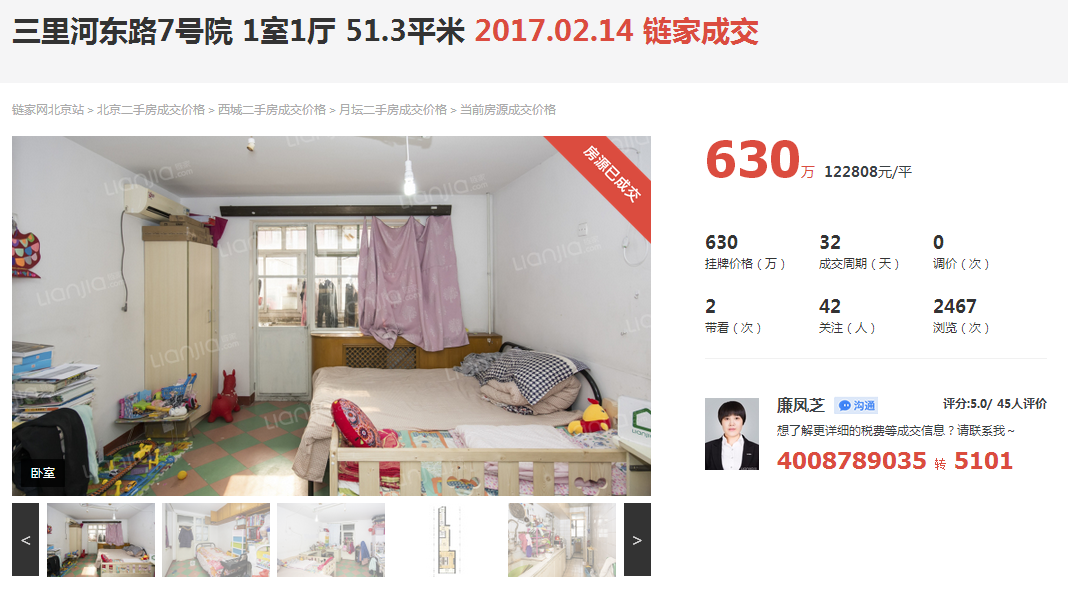 三里河东路7号院 1室1厅 51.3平米 2017.02.14 链家成交
链家网北京站 > 北京二手房成交价格 > 西城二手房成交价格 > 月坛二手房成交价格 > 当前房源成交价格
房源已成交
Lianjia
卧室
< >
630万 122808元/平
630 32 0
挂牌价格（万） 成交周期（天） 调价（次）
2 42 2467
带看（次） 关注（人） 浏览（次）
廉凤芝 沟通 评分:5.0/ 45人评价
想了解更详细的税费等成交信息？请联系我～
4008789035 转 5101